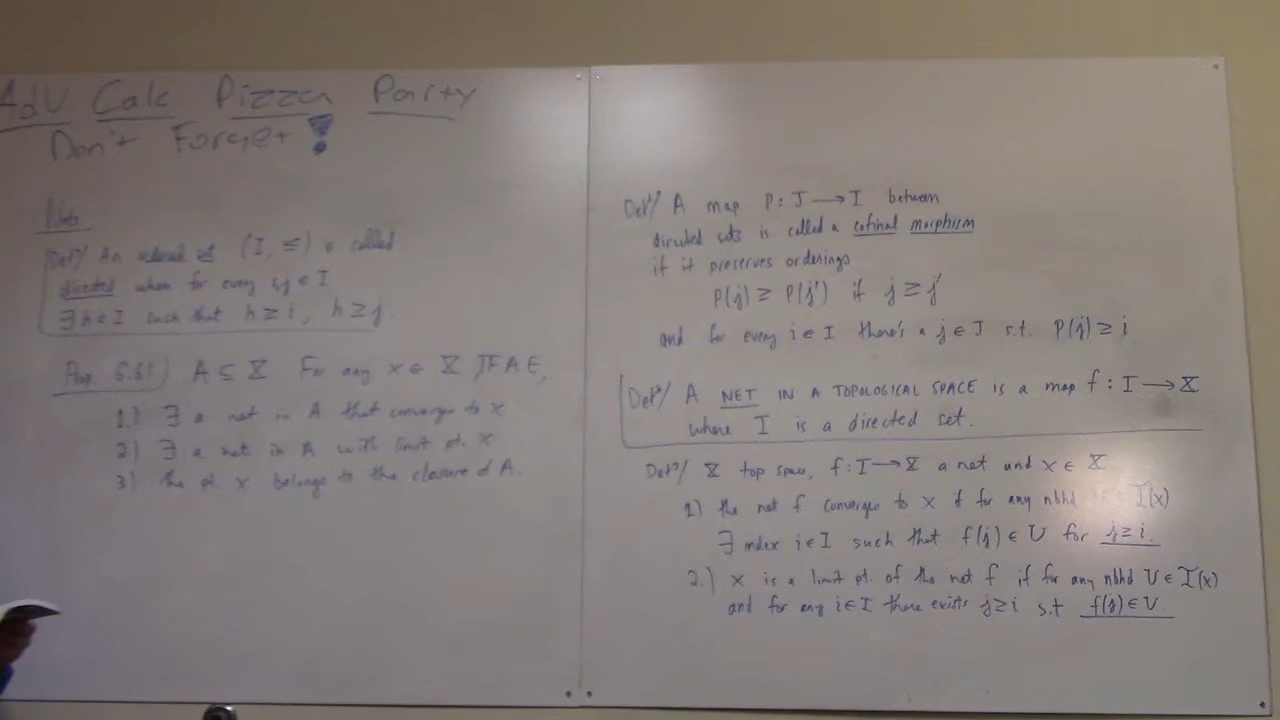 Adv Calc Pizza Party
Don't Forget!
Nets
Def'/ An ordered set (I, ≤) is called
directed when for every i,j ∈ I
∃ h ∈ I such that h ≥ i, h ≥ j
Prop 6.61) A ⊆ X For any x ∈ X TFAE,
1.) ∃ a net in A that converges to x
2) ∃ a net in A with limit pt. x
3) the pt x belongs to the closure of A.
Def'/ A map P: J → I between
directed sets is called a cofinal morphism
if it preserves orderings
P(j) ≥ P(j') if j ≥ j'
and for every i ∈ I there's a j ∈ J s.t. P(j) ≥ i
Def'/ A NET IN A TOPOLOGICAL SPACE is a map f : I → X
where I is a directed set.
Def'/ X top space, f: I → X a net and x ∈ X
1) the net f converges to x if for any nbhd I(x)
∃ index i ∈ I such that f(j) ∈ U for j ≥ i.
2.) x is a limit pt. of the net f if for any nbhd U ∈ I(x)
and for any i ∈ I there exists j ≥ i s.t f(j) ∈ U